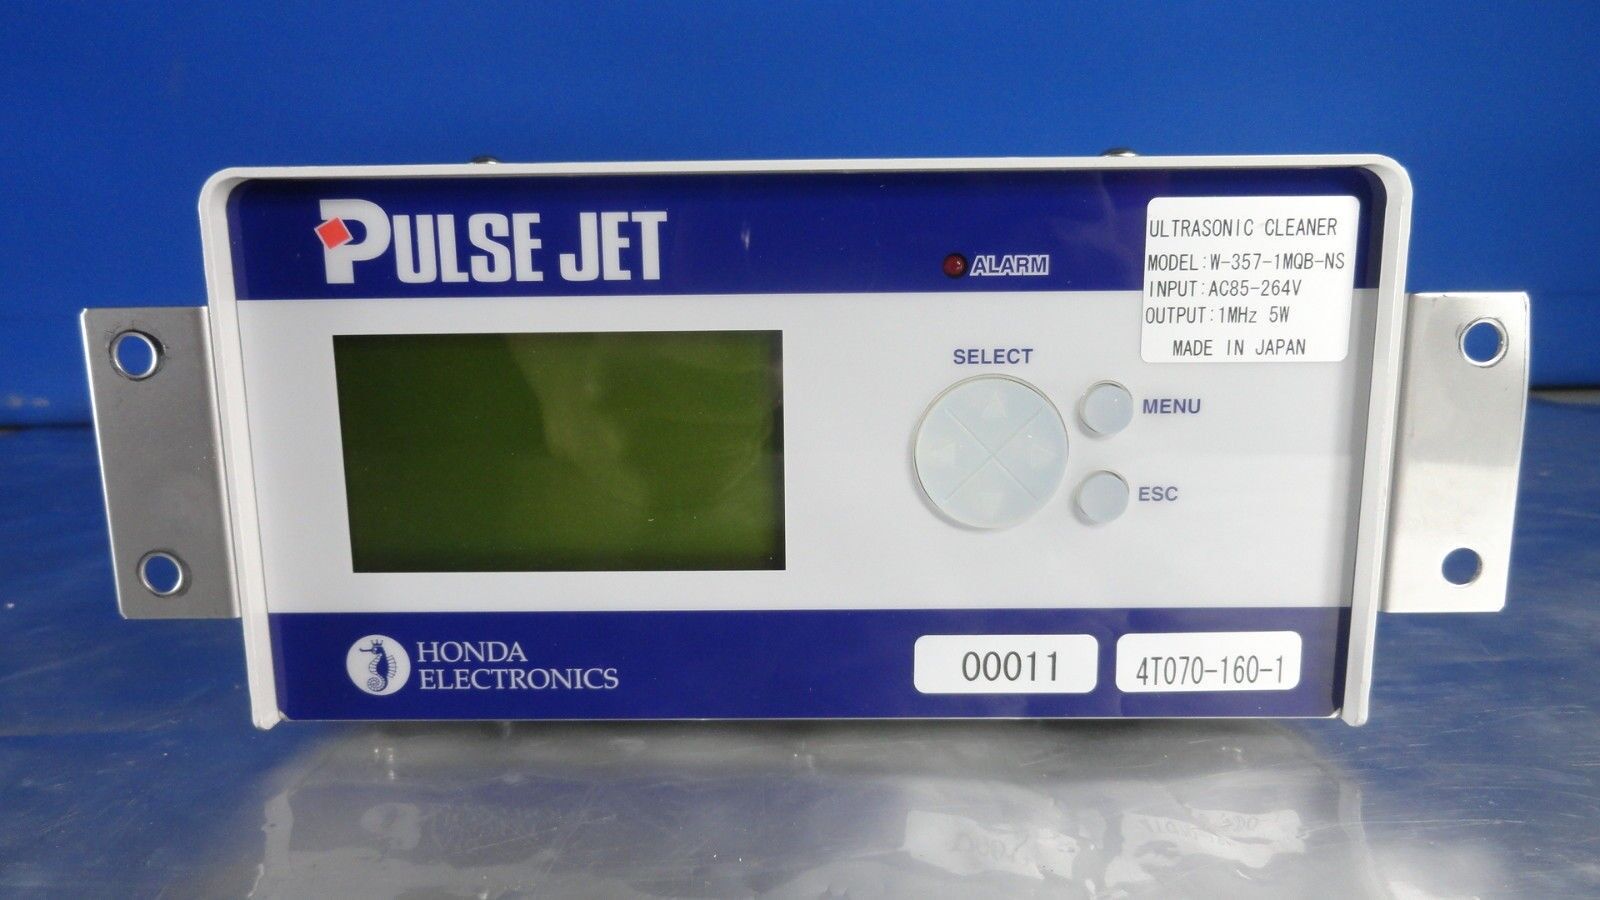 PULSE JET
ALARM
ULTRASONIC CLEANER
MODEL:W-357-1MQB-NS
INPUT:AC85-264V
OUTPUT:1MHz 5W
MADE IN JAPAN
SELECT
MENU
ESC
HONDA
ELECTRONICS
00011
4T070-160-1